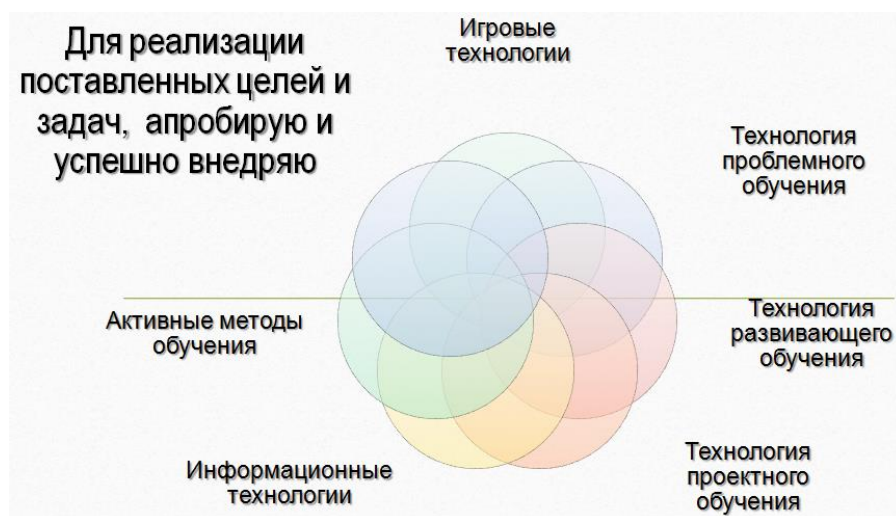 Для реализации
поставленных целей и
задач, апробирую и
успешно внедряю
Игровые
технологии
Технология
проблемного
обучения
Технология
развивающего
обучения
Технология
проектного
обучения
Информационные
технологии
Активные методы
обучения